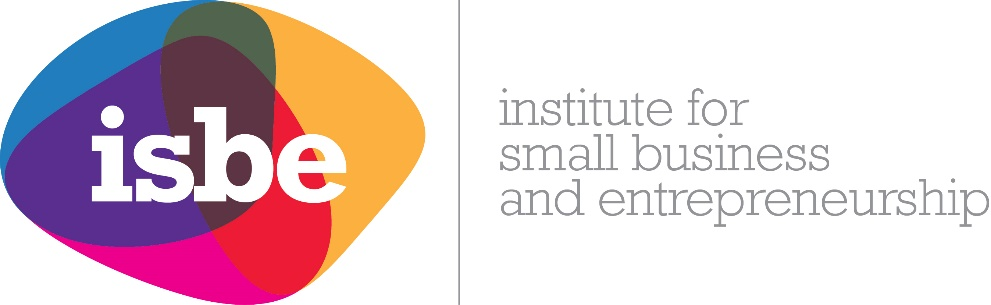 isbe
institute for
small business
and entrepreneurship